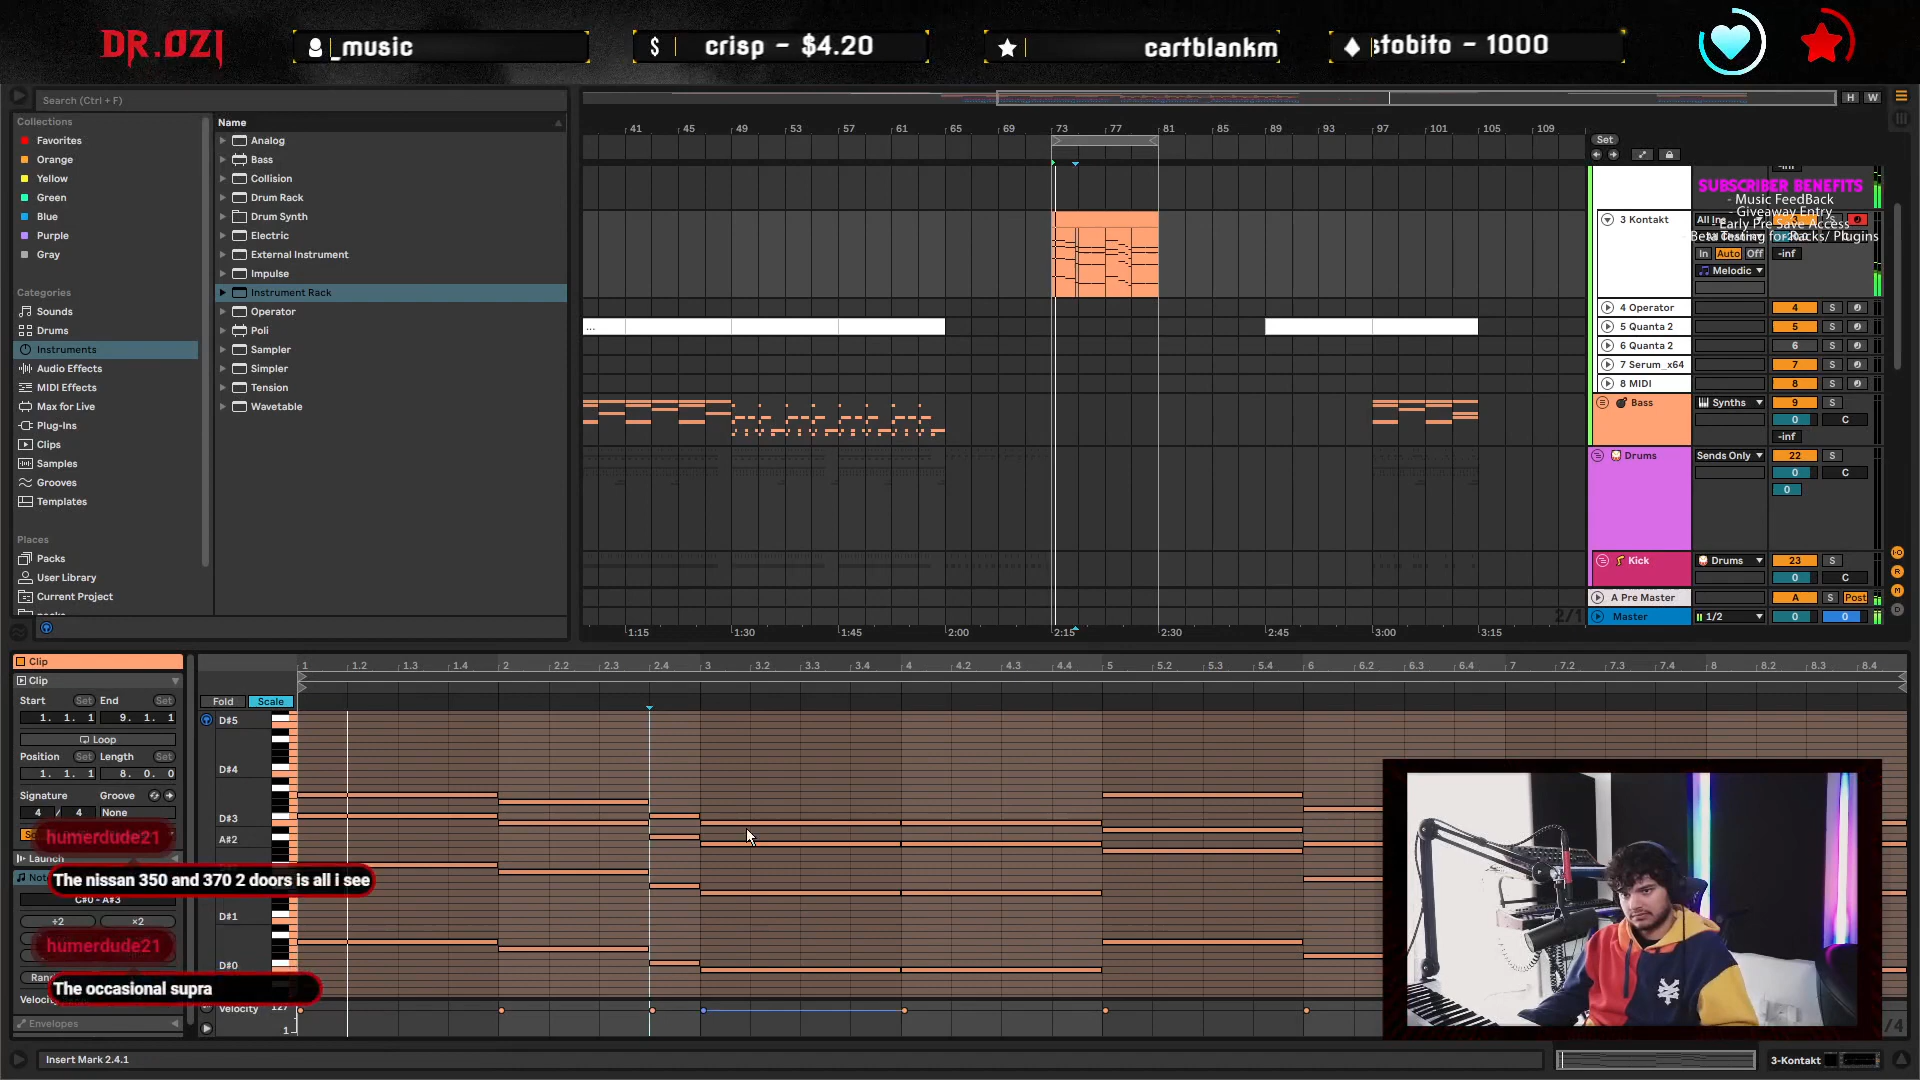 DR.OZI
_music
$ crisp - $4.20
cartblankm
stobito - 1000
Search (Ctrl + F)
H W
Collections
Favorites
Orange
Yellow
Green
Blue
Purple
Gray
Categories
Sounds
Drums
Instruments
Audio Effects
MIDI Effects
Max for Live
Plug-Ins
Clips
Samples
Grooves
Templates
Places
Packs
User Library
Current Project
Name
Analog
Bass
Collision
Drum Rack
Drum Synth
Electric
External Instrument
Impulse
Instrument Rack
Operator
Poli
Sampler
Simpler
Tension
Wavetable
41 45 49 53 57 61 65 69 73 77 81 85 89 93 97 101 105 109
Set
...
1:15 1:30 1:45 2:00 2:15 2:30 2:45 3:00 3:15
2/1
SUBSCRIBER BENEFITS
- Music FeedBack
- Giveaway Entry
Early Pre Save Access
Beta Testing for Racks/ Plugins
3 Kontakt
All Ins
In Auto Off -inf
Melodic
4 Operator 4 S
5 Quanta 2 5 S
6 Quanta 2 6 S
7 Serum_x64 7 S
8 MIDI 8 S
Bass Synths 9 S
0 C
-inf
Drums Sends Only 22 S
0 C
0
Kick Drums 23 S
0 C
A Pre Master A S Post
Master 1/2 0 0
Clip
Clip
Start Set End Set
1. 1. 1 9. 1. 1
Loop
Position Set Length Set
1. 1. 1 8. 0. 0
Signature Groove
4 / 4 None
humerdude21
Launch
The nissan 350 and 370 2 doors is all i see
C#0 - A#3
÷2 ×2
humerdude21
The occasional supra
Envelopes
Fold Scale
1 1.2 1.3 1.4 2 2.2 2.3 2.4 3 3.2 3.3 3.4 4 4.2 4.3 4.4 5 5.2 5.3 5.4 6 6.2 6.3 6.4 7 7.2 7.3 7.4 8 8.2 8.3 8.4
D#5
D#4
D#3
A#2
D#1
D#0
Velocity 127
1
/4
Insert Mark 2.4.1
3-Kontakt